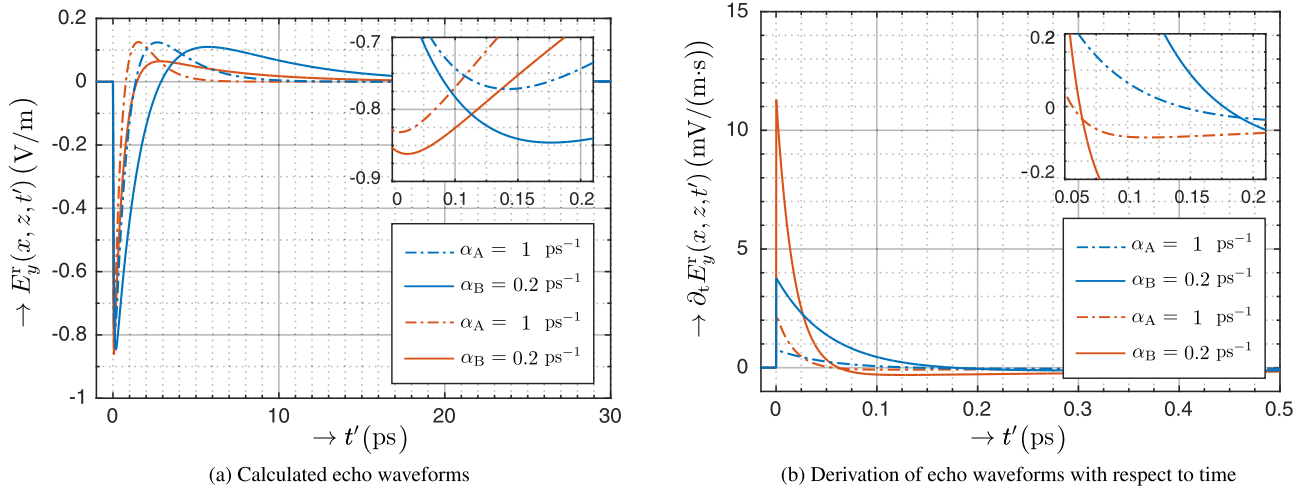 0.2
0
-0.2
-0.4
-0.6
-0.8
-1
→ E_y^r(x, z, t′) (V/m)
0
10
20
30
→ t′(ps)
-0.7
-0.8
-0.9
0.1
0.15
0.2
α_A = 1 ps⁻¹
α_B = 0.2 ps⁻¹
α_A = 1 ps⁻¹
α_B = 0.2 ps⁻¹
(a) Calculated echo waveforms
15
10
5
0
→ ∂_t E_y^r(x, z, t′) (mV/(m·s))
0
0.1
0.2
0.3
0.4
0.5
→ t′(ps)
0.2
0
-0.2
0.05
0.1
0.15
0.2
α_A = 1 ps⁻¹
α_B = 0.2 ps⁻¹
α_A = 1 ps⁻¹
α_B = 0.2 ps⁻¹
(b) Derivation of echo waveforms with respect to time